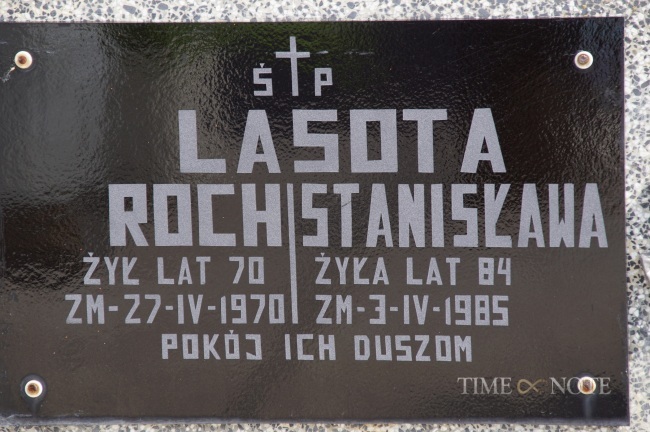 Ś † P
LASOTA
ROCH STANISŁAWA
ŻYŁ LAT 70 ŻYŁA LAT 84
ZM-27-IV-1970 ZM-3-IV-1985
POKÓJ ICH DUSZOM
TIME ∞ NOTE